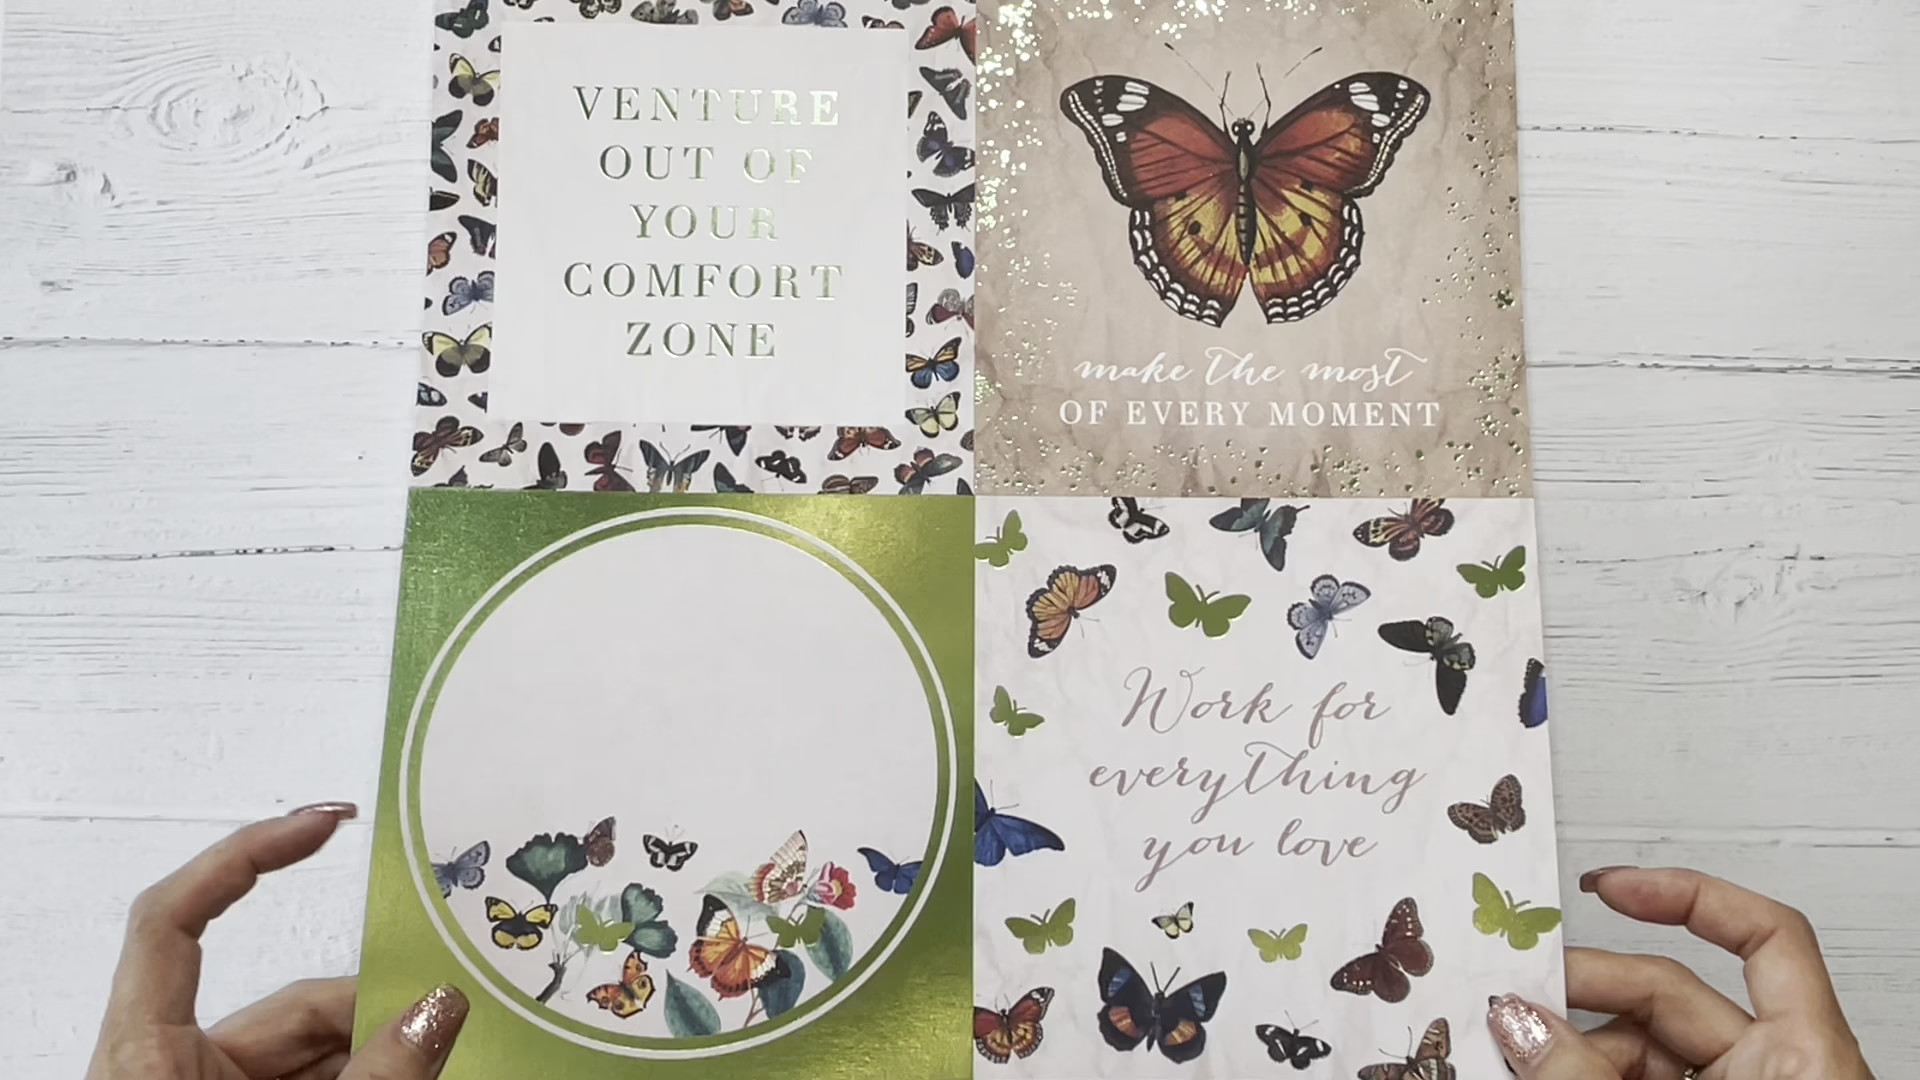 VENTURE
OUT OF
YOUR
COMFORT
ZONE
make the most
OF EVERY MOMENT
Work for
everything
you love